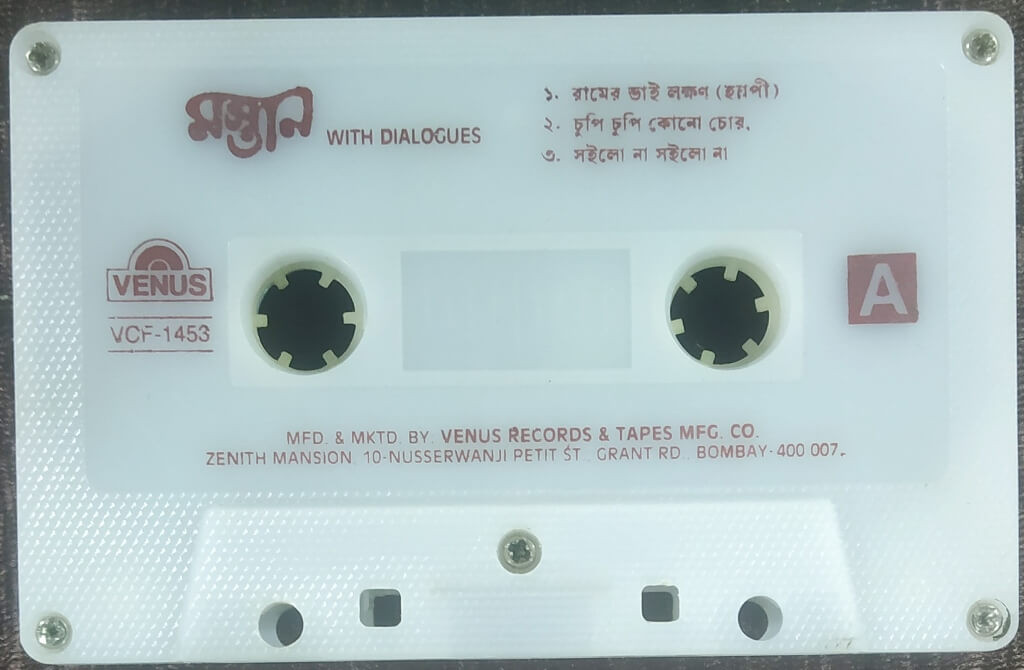 মস্তান WITH DIALOGUES
১. রামের ভাই লক্ষণ (হ্যাপী)
২. চুপি চুপি কোনো চোর,
৩. সইলো না সইলো না
VENUS
VCF-1453
A
MFD. & MKTD. BY. VENUS RECORDS & TAPES MFG. CO.
ZENITH MANSION, 10-NUSSERWANJI PETIT ST., GRANT RD., BOMBAY-400 007.